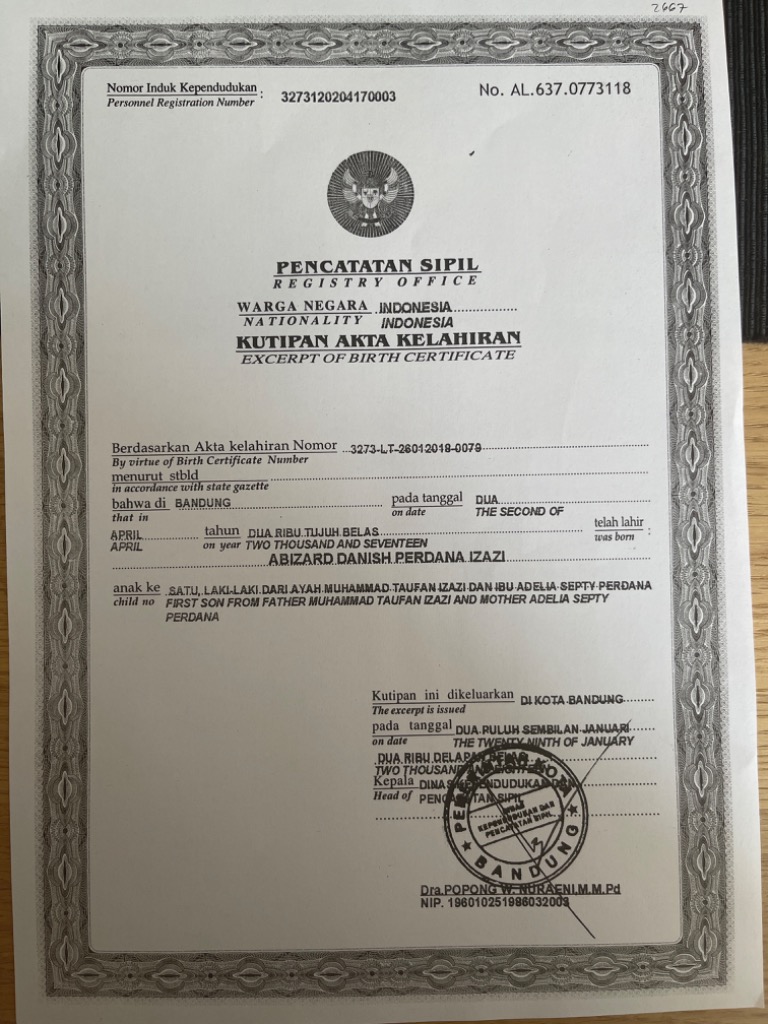 2667
Nomor Induk Kependudukan : 3273120204170003 No. AL.637.0773118
Personnel Registration Number
PENCATATAN SIPIL
REGISTRY OFFICE
WARGA NEGARA INDONESIA
NATIONALITY INDONESIA
KUTIPAN AKTA KELAHIRAN
EXCERPT OF BIRTH CERTIFICATE
Berdasarkan Akta kelahiran Nomor 3273-LT-26012018-0079
By virtue of Birth Certificate Number
menurut stbld
in accordance with state gazette
bahwa di BANDUNG pada tanggal DUA
that in on date THE SECOND OF
APRIL tahun DUA RIBU TUJUH BELAS telah lahir :
APRIL on year TWO THOUSAND AND SEVENTEEN was born
ABIZARD DANISH PERDANA IZAZI
anak ke SATU, LAKI-LAKI DARI AYAH MUHAMMAD TAUFAN IZAZI DAN IBU ADELIA SEPTY PERDANA
child no FIRST SON FROM FATHER MUHAMMAD TAUFAN IZAZI AND MOTHER ADELIA SEPTY
PERDANA
Kutipan ini dikeluarkan DI KOTA BANDUNG
The excerpt is issued
pada tanggal DUA PULUH SEMBILAN JANUARI
on date THE TWENTY NINTH OF JANUARY
DUA RIBU DELAPAN BELAS
TWO THOUSAND AND EIGHTEEN
Kepala DINAS KEPENDUDUKAN DAN
Head of PENCATATAN SIPIL
PEMERINTAH KOTA
DINAS
KEPENDUDUKAN DAN
PENCATATAN SIPIL
BANDUNG
Dra.POPONG W. NURAENI,M.M.Pd
NIP. 196010251986032003